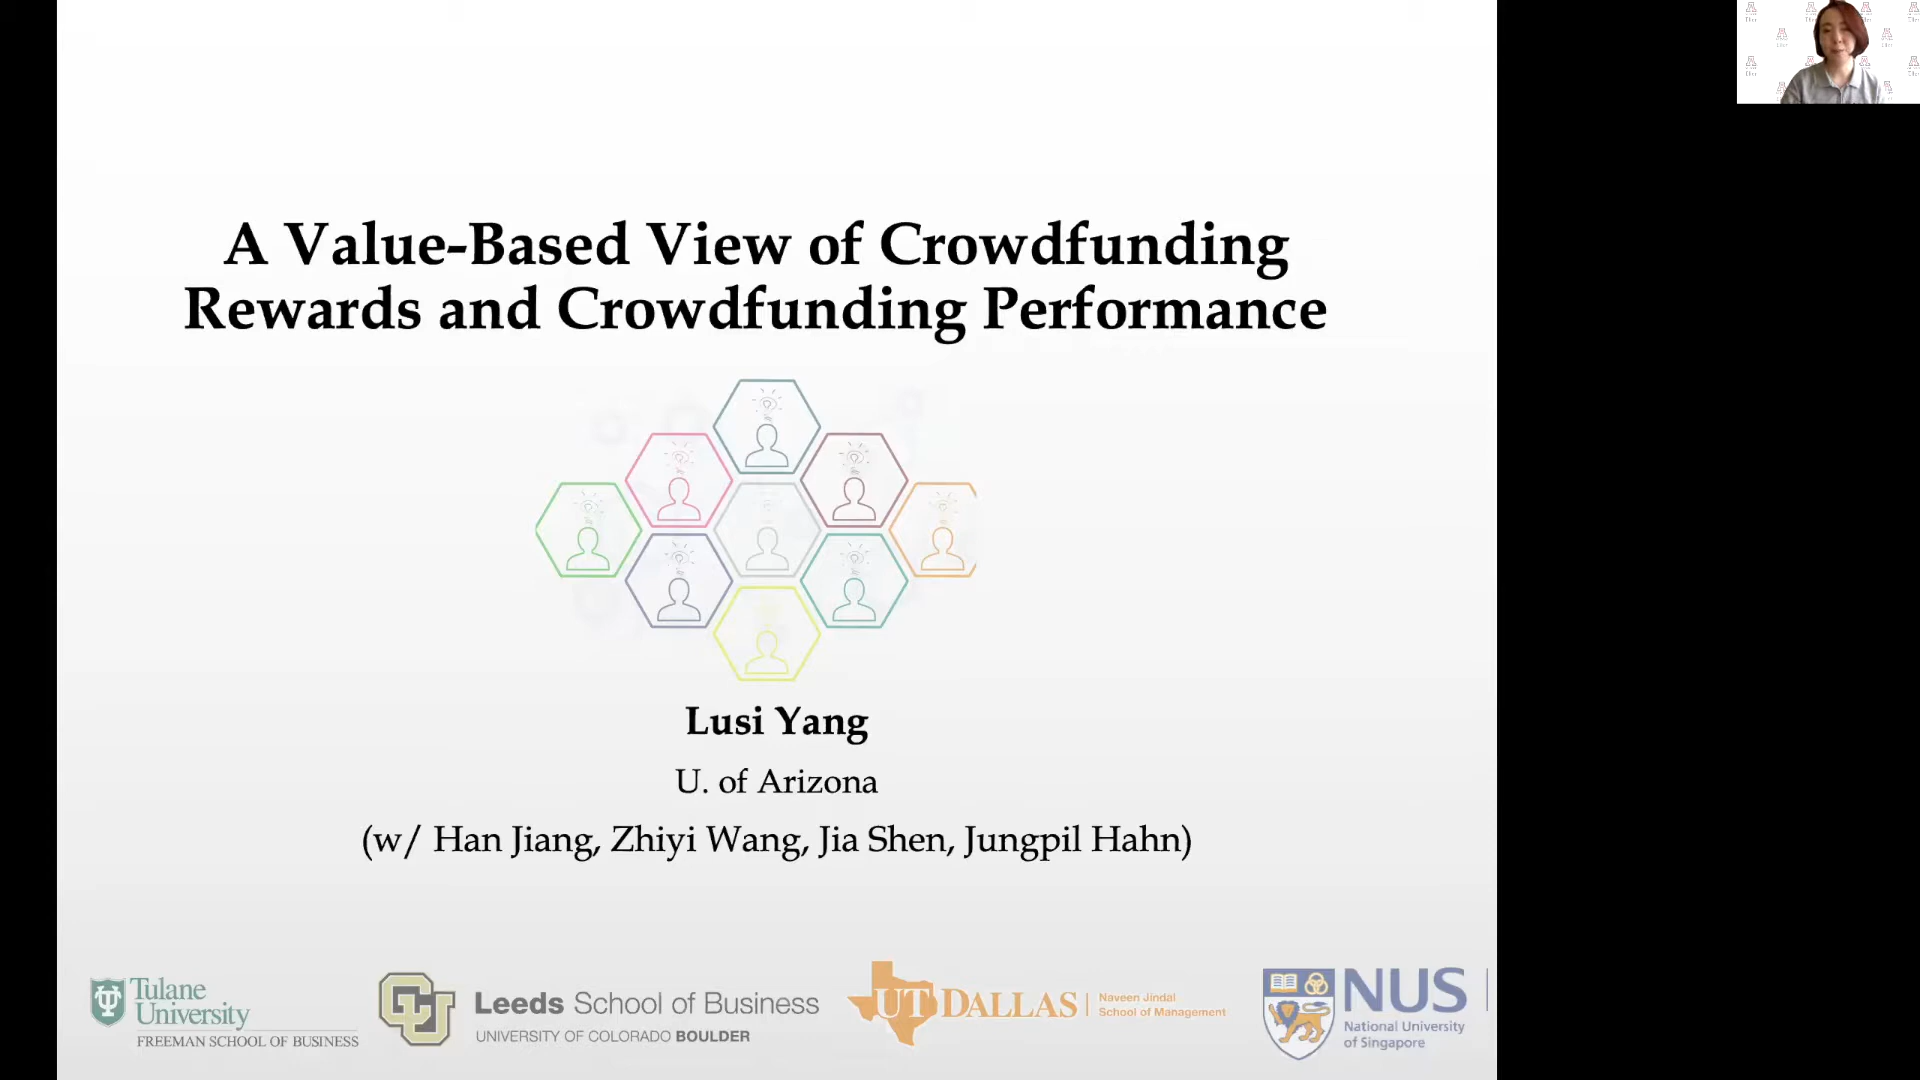 A Value-Based View of Crowdfunding
Rewards and Crowdfunding Performance
Lusi Yang
U. of Arizona
(w/ Han Jiang, Zhiyi Wang, Jia Shen, Jungpil Hahn)
Tulane
University
FREEMAN SCHOOL OF BUSINESS
CU
Leeds School of Business
UNIVERSITY OF COLORADO BOULDER
UT DALLAS
Naveen Jindal
School of Management
NUS
National University
of Singapore